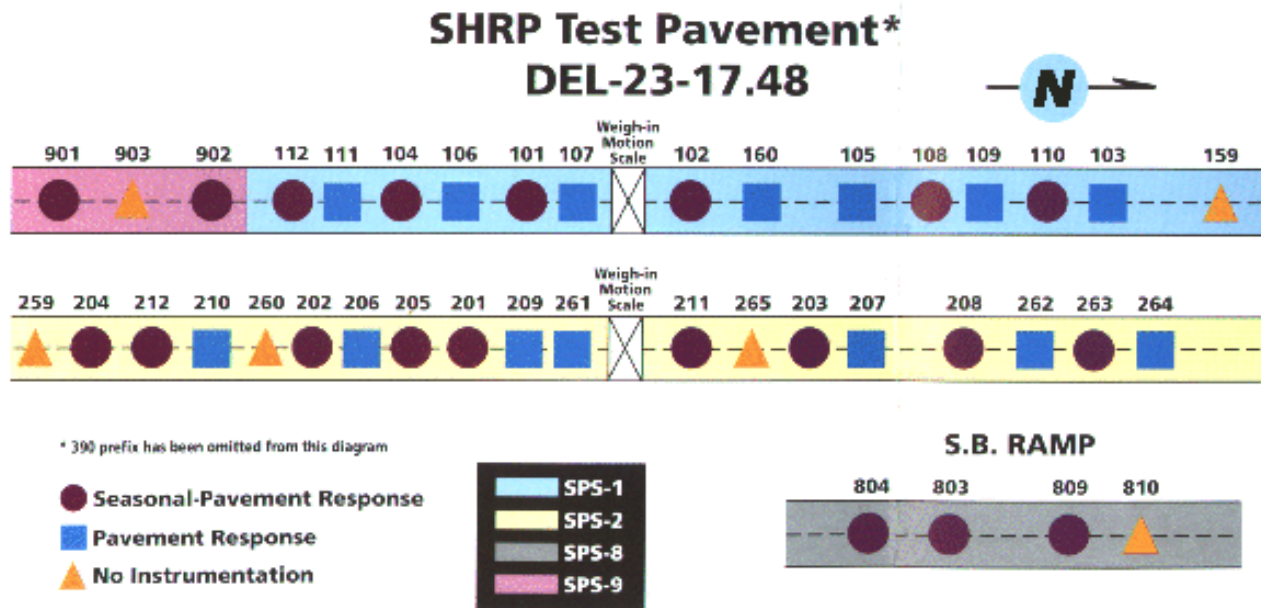 SHRP Test Pavement*
DEL-23-17.48
N
Weigh-in
Motion
Scale
901 903 902 112 111 104 106 101 107 102 160 105 108 109 110 103 159
Weigh-in
Motion
Scale
259 204 212 210 260 202 206 205 201 209 261 211 265 203 207 208 262 263 264
* 390 prefix has been omitted from this diagram
Seasonal-Pavement Response
Pavement Response
No Instrumentation
SPS-1
SPS-2
SPS-8
SPS-9
S.B. RAMP
804 803 809 810